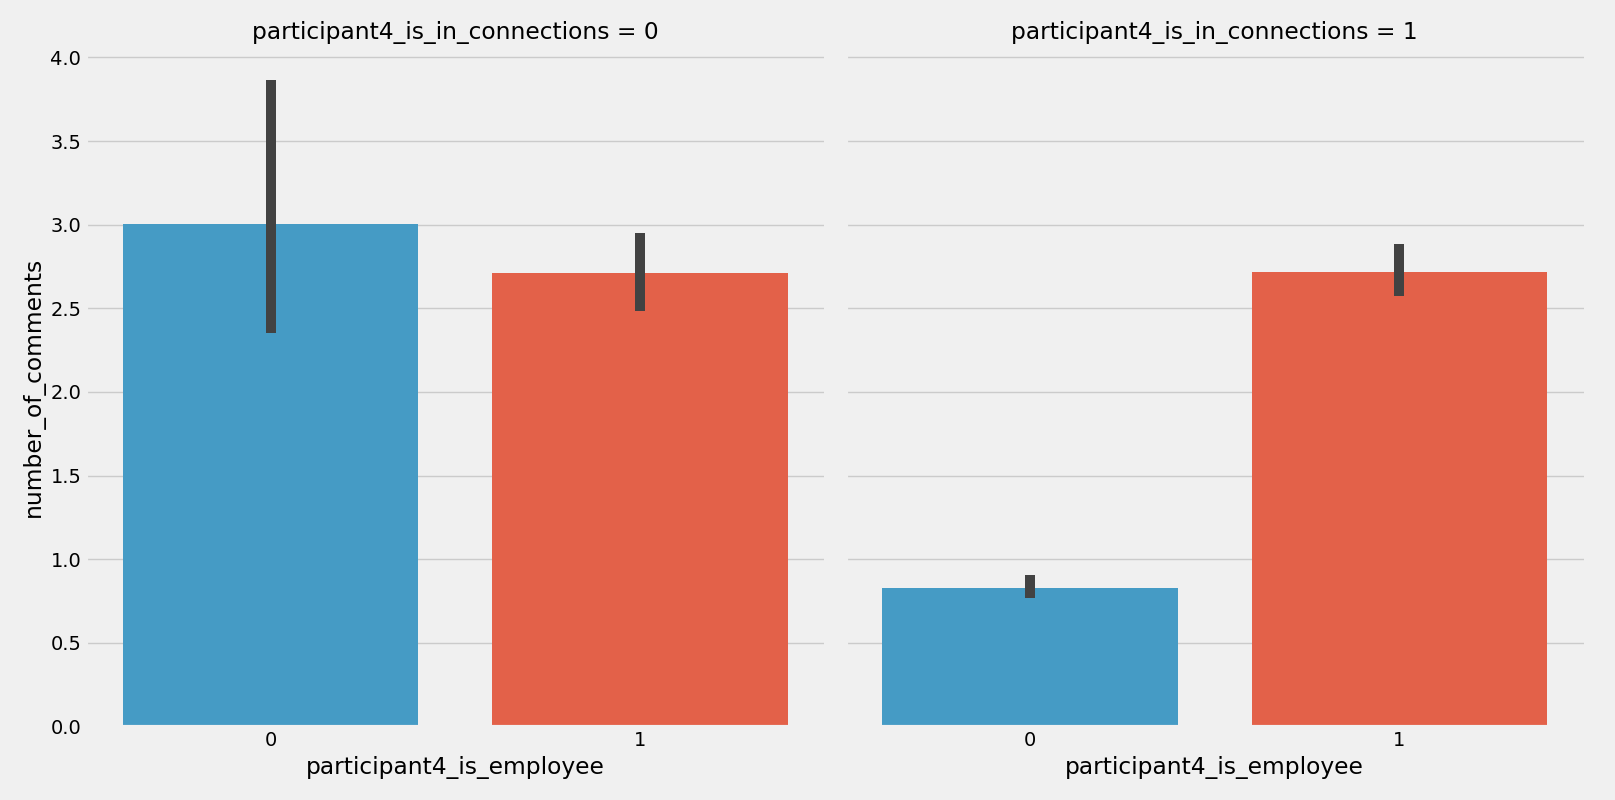 participant4_is_in_connections = 0
participant4_is_in_connections = 1
number_of_comments
4.0
3.5
3.0
2.5
2.0
1.5
1.0
0.5
0.0
0
1
0
1
participant4_is_employee
participant4_is_employee